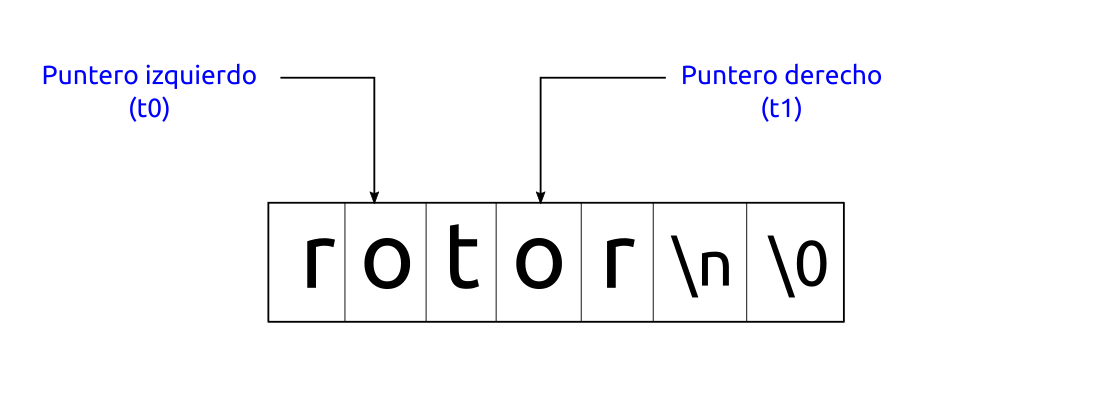 Puntero izquierdo
(t0)
Puntero derecho
(t1)
r o t o r \n \0